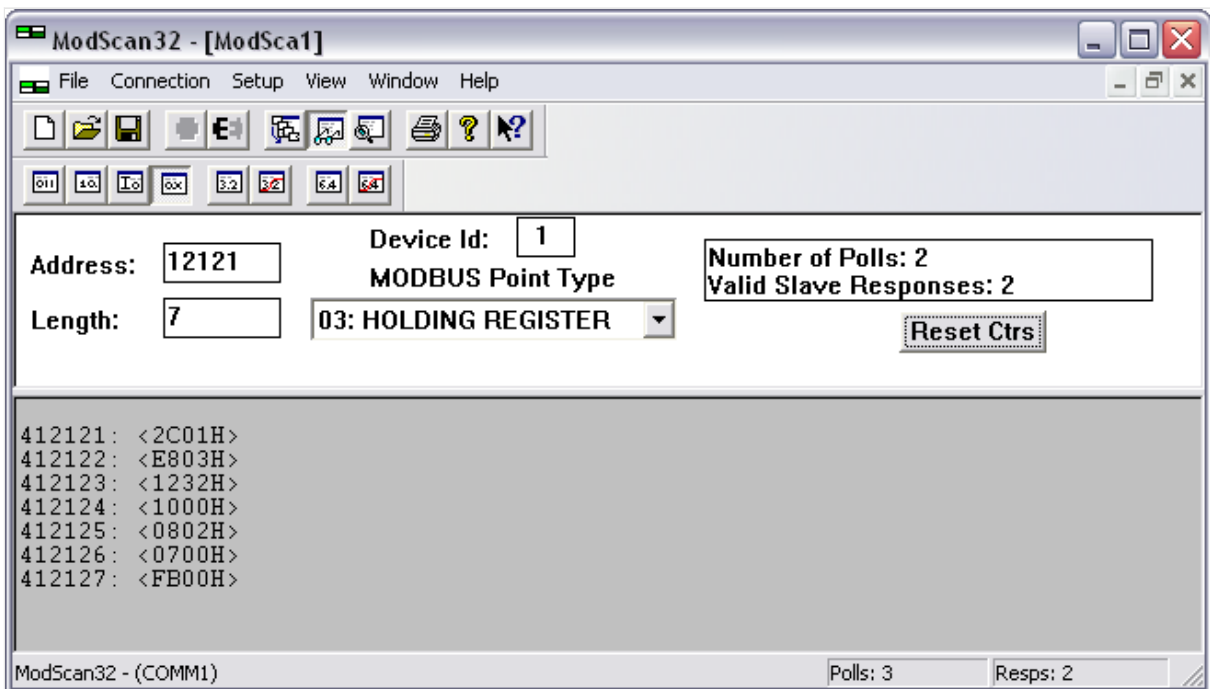 ModScan32 - [ModSca1]
File Connection Setup View Window Help
Address: 12121
Device Id: 1
MODBUS Point Type
Length: 7
03: HOLDING REGISTER
Number of Polls: 2
Valid Slave Responses: 2
Reset Ctrs
412121: <2C01H>
412122: <E803H>
412123: <1232H>
412124: <1000H>
412125: <0802H>
412126: <0700H>
412127: <FB00H>
ModScan32 - (COMM1) Polls: 3 Resps: 2